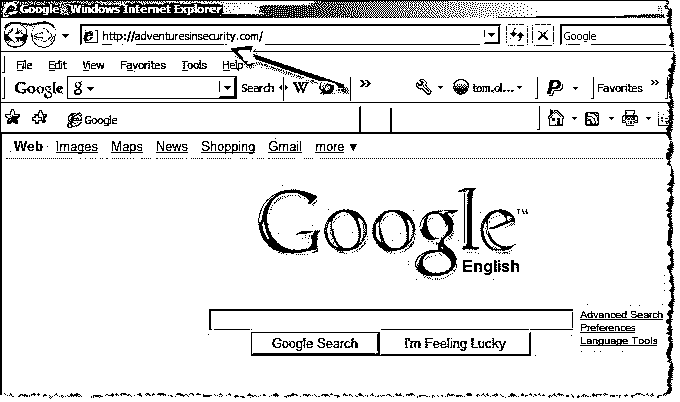 Google - Windows Internet Explorer
http://adventuresinsecurity.com/ Google
File Edit View Favorites Tools Help
Google g Search W » tom.ol... P Favorites »
Google
Web Images Maps News Shopping Gmail more ▼
Google™
English
Advanced Search
Preferences
Language Tools
Google Search I'm Feeling Lucky